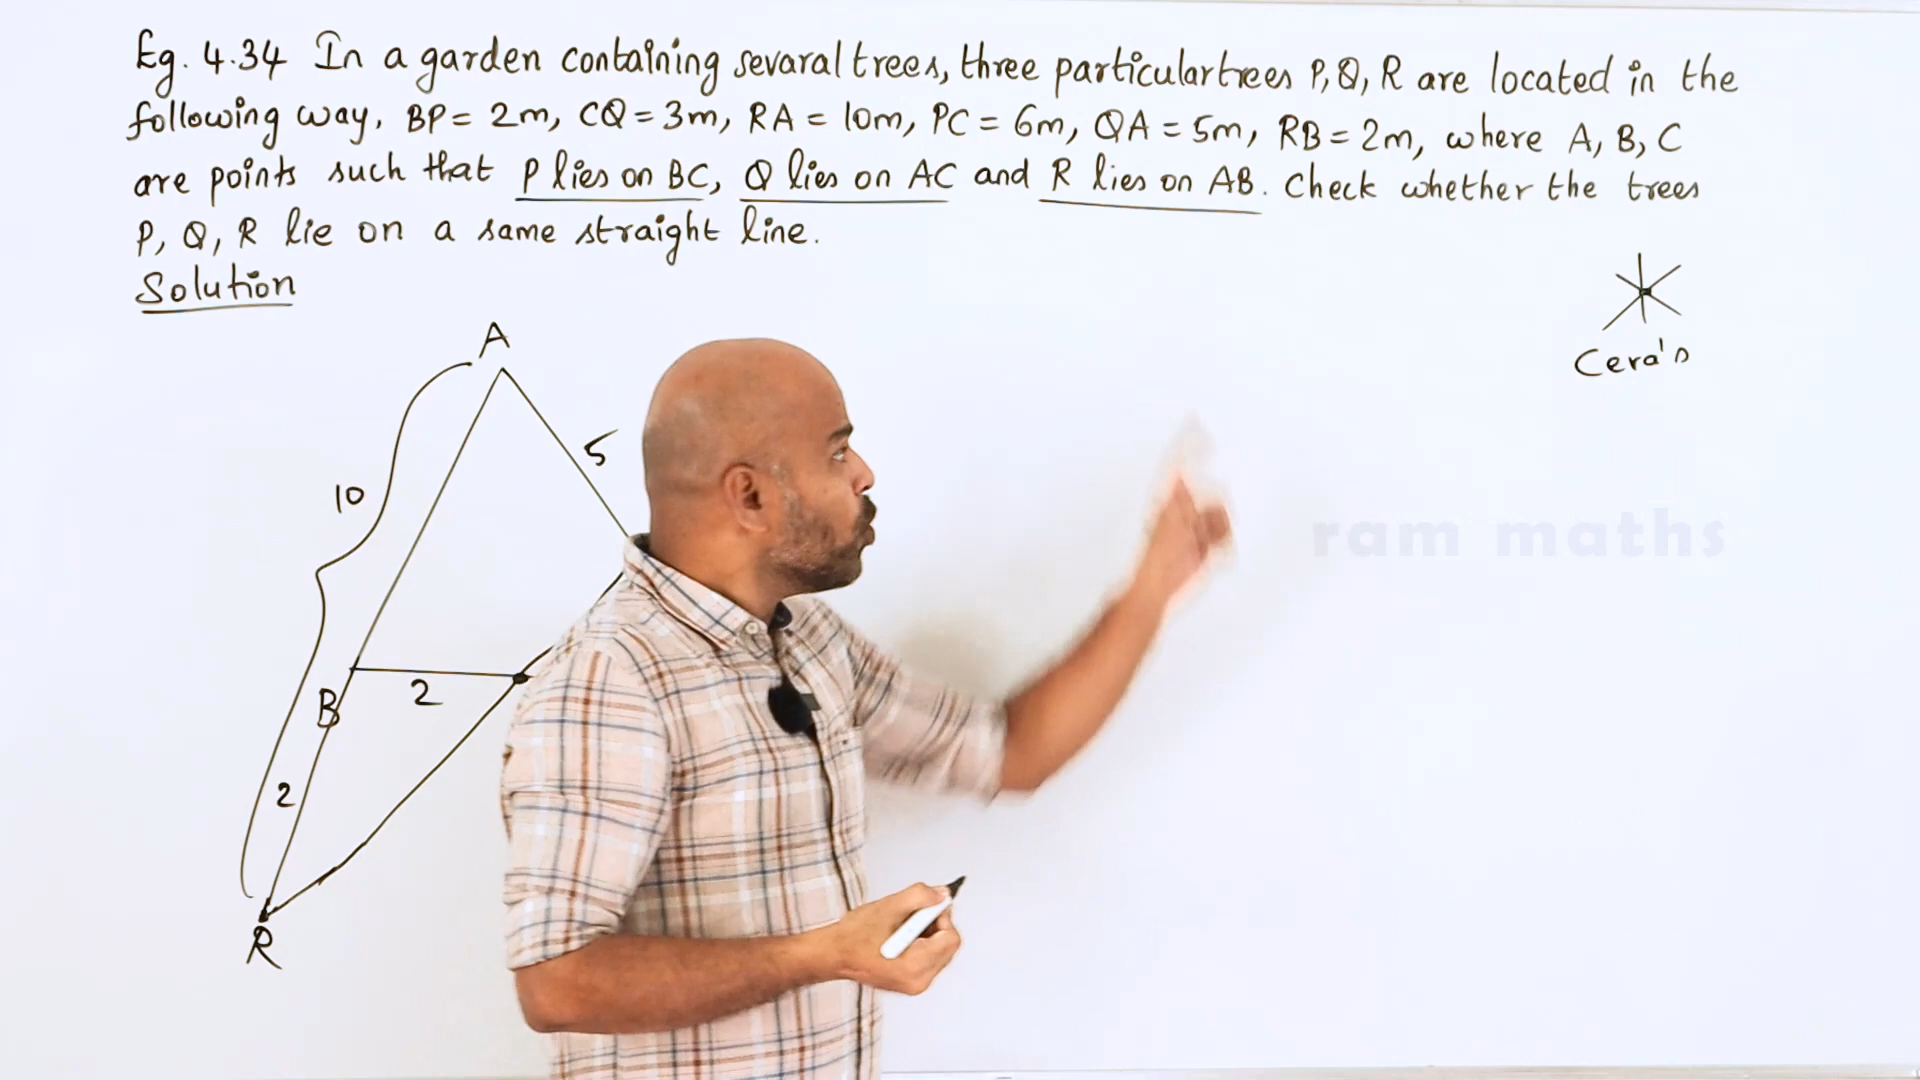 Eg. 4.34 In a garden containing sevaral trees, three particular trees P, Q, R are located in the
following way, BP = 2m, CQ = 3m, RA = 10m, PC = 6m, QA = 5m, RB = 2m, where A, B, C
are points such that P lies on BC, Q lies on AC and R lies on AB. Check whether the trees
P, Q, R lie on a same straight line.
Solution
Ceva's
A
5
10
ram maths
B
2
2
R